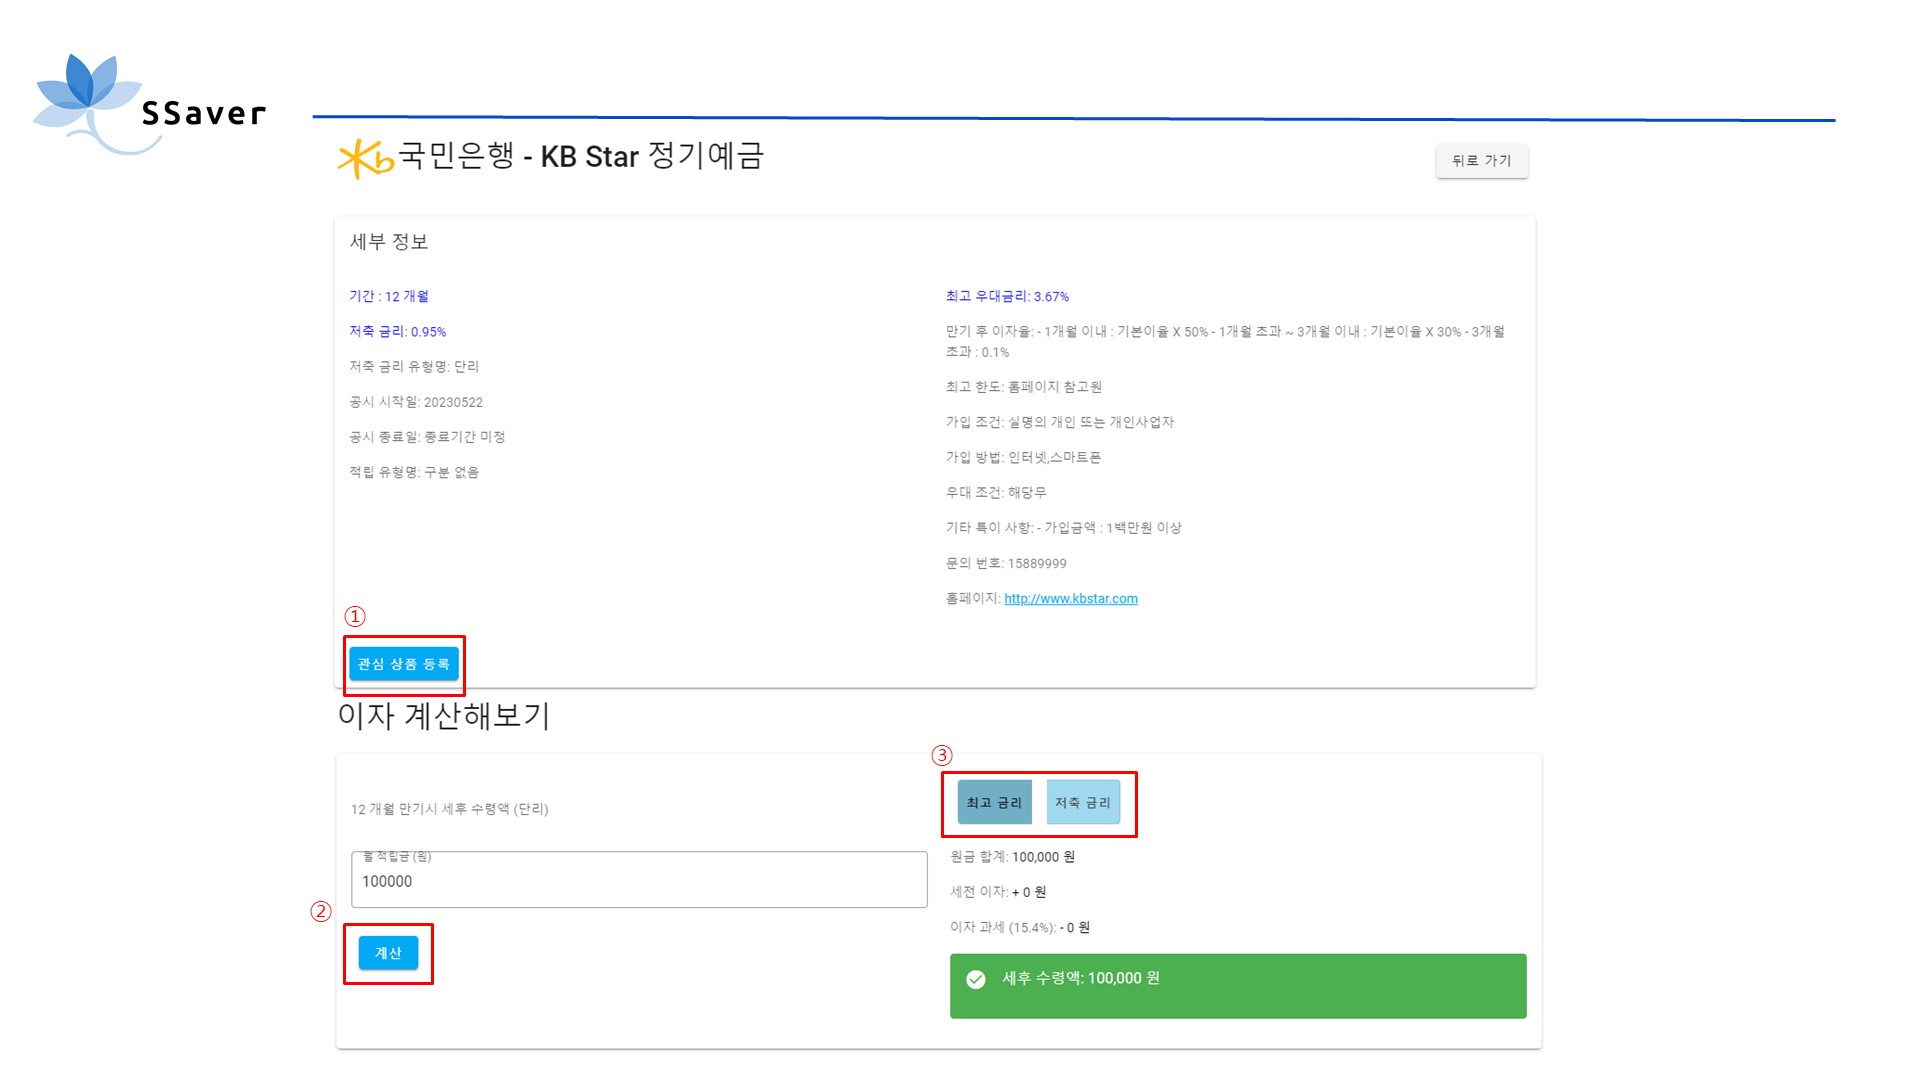 SSaver
Kb 국민은행 - KB Star 정기예금
뒤로 가기
세부 정보
기간 : 12 개월
저축 금리: 0.95%
저축 금리 유형명: 단리
공시 시작일: 20230522
공시 종료일: 종료기간 미정
적립 유형명: 구분 없음
최고 우대금리: 3.67%
만기 후 이자율: - 1개월 이내 : 기본이율 X 50% - 1개월 초과 ~ 3개월 이내 : 기본이율 X 30% - 3개월
초과 : 0.1%
최고 한도: 홈페이지 참고원
가입 조건: 실명의 개인 또는 개인사업자
가입 방법: 인터넷,스마트폰
우대 조건: 해당무
기타 특이 사항: - 가입금액 : 1백만원 이상
문의 번호: 15889999
홈페이지: http://www.kbstar.com
①
관심 상품 등록
이자 계산해보기
12 개월 만기시 세후 수령액 (단리)
월 적립금 (원)
100000
②
계산
③
최고 금리
저축 금리
원금 합계: 100,000 원
세전 이자: + 0 원
이자 과세 (15.4%): - 0 원
세후 수령액: 100,000 원